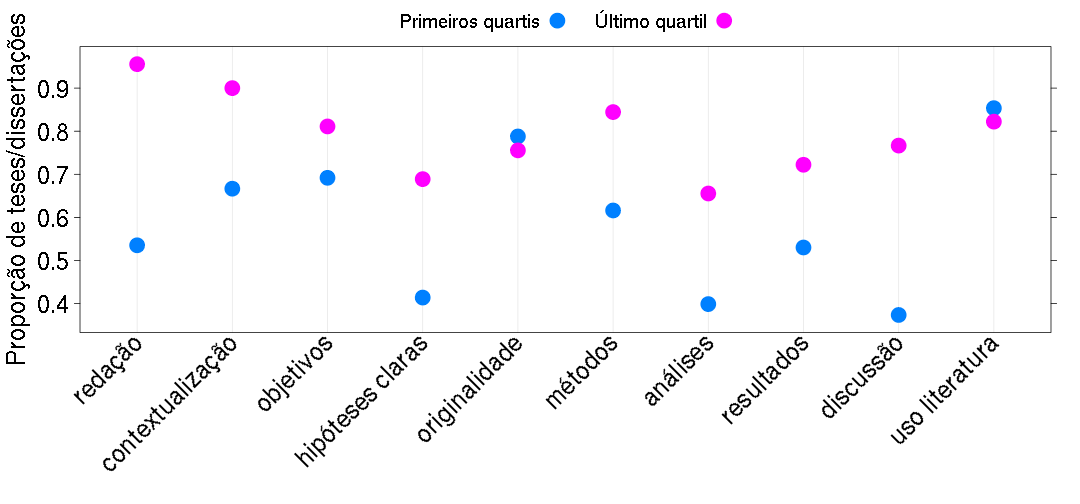 Primeiros quartis
Último quartil
Proporção de teses/dissertações
0.9
0.8
0.7
0.6
0.5
0.4
redação
contextualização
objetivos
hipóteses claras
originalidade
métodos
análises
resultados
discussão
uso literatura